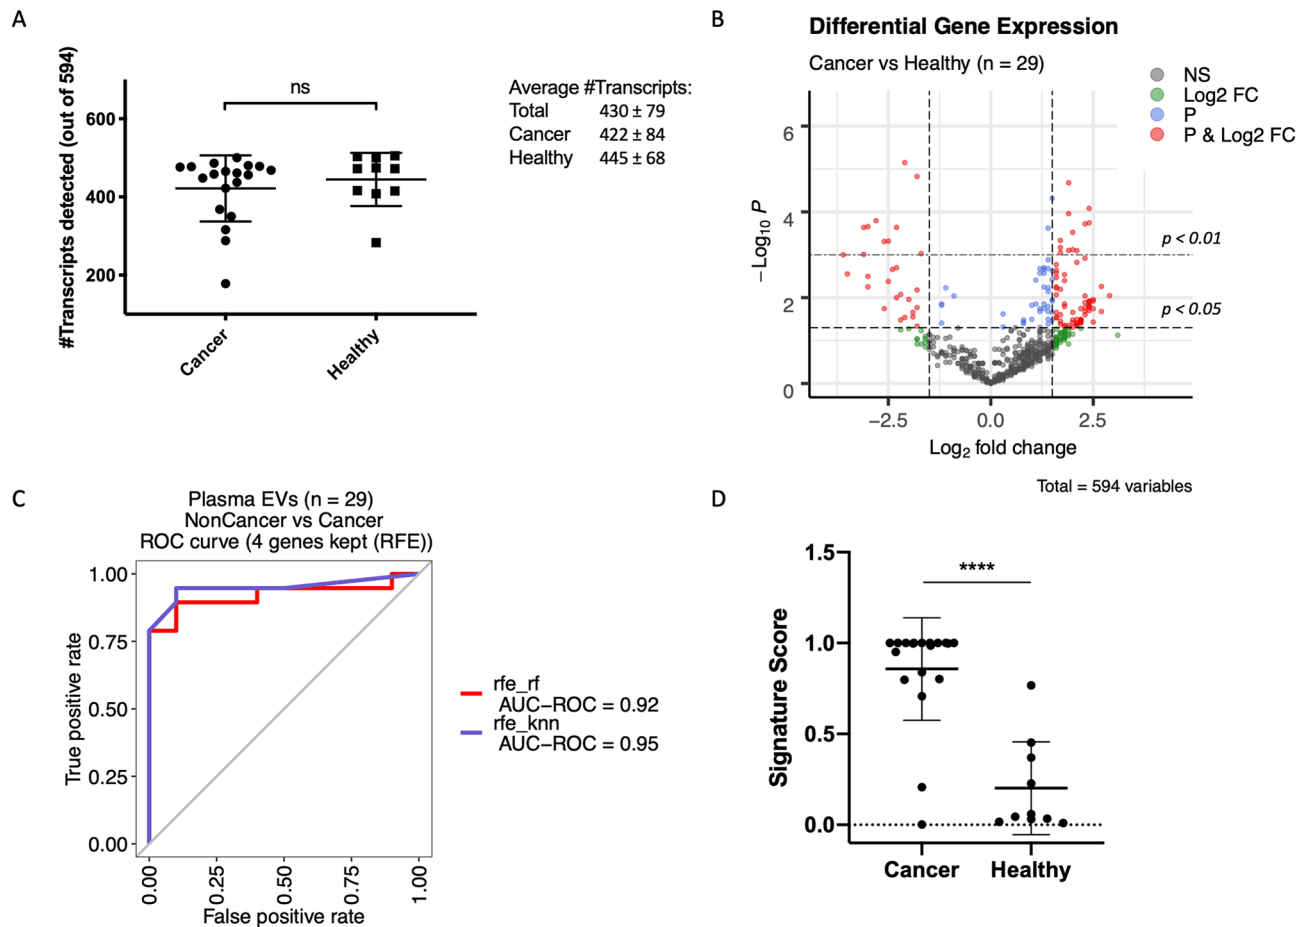 A
#Transcripts detected (out of 594)
600
400
200
ns
Cancer
Healthy
Average #Transcripts:
Total 430 ± 79
Cancer 422 ± 84
Healthy 445 ± 68
B
Differential Gene Expression
Cancer vs Healthy (n = 29)
NS
Log2 FC
P
P & Log2 FC
−Log₁₀ P
6
4
2
0
p < 0.01
p < 0.05
−2.5
0.0
2.5
Log₂ fold change
Total = 594 variables
C
Plasma EVs (n = 29)
NonCancer vs Cancer
ROC curve (4 genes kept (RFE))
True positive rate
1.00
0.75
0.50
0.25
0.00
0.00
0.25
0.50
0.75
1.00
False positive rate
rfe_rf
AUC−ROC = 0.92
rfe_knn
AUC−ROC = 0.95
D
Signature Score
1.5
1.0
0.5
0.0
****
Cancer
Healthy